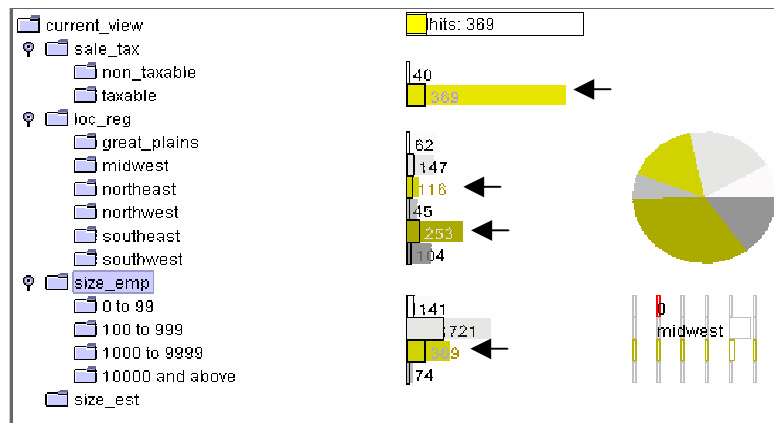 current_view hits: 369
sale_tax
non_taxable 40
taxable 369
loc_reg
great_plains 62
midwest 147
northeast 116
northwest 45
southeast 253
southwest 104
size_emp
0 to 99 141 0
100 to 999 721 midwest
1000 to 9999 369
10000 and above 74
size_est